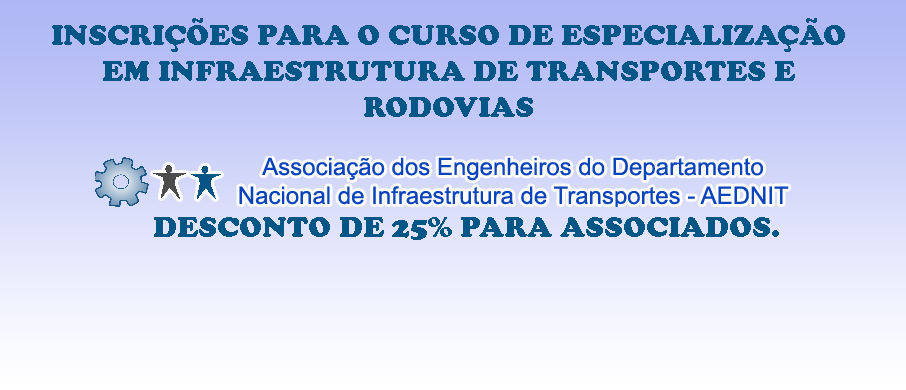 INSCRIÇÕES PARA O CURSO DE ESPECIALIZAÇÃO
EM INFRAESTRUTURA DE TRANSPORTES E
RODOVIAS
Associação dos Engenheiros do Departamento
Nacional de Infraestrutura de Transportes - AEDNIT
DESCONTO DE 25% PARA ASSOCIADOS.